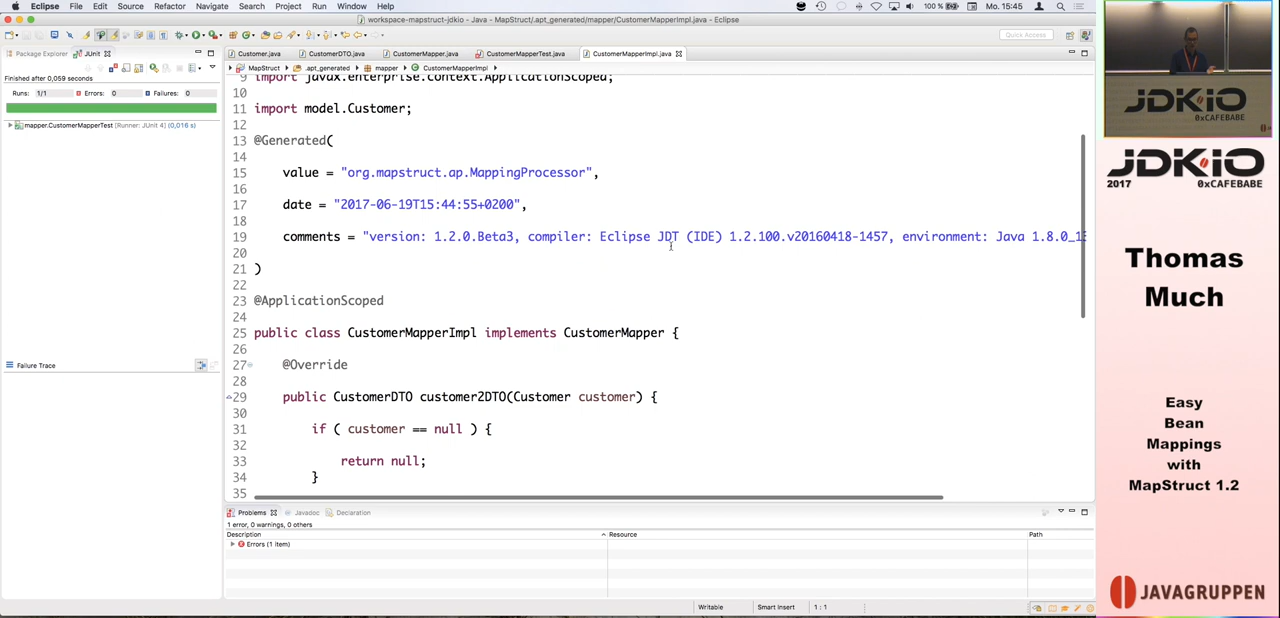 Eclipse File Edit Source Refactor Navigate Search Project Run Window Help 100 % Mo. 15:45
workspace-mapstruct-jdkio - Java - MapStruct/.apt_generated/mapper/CustomerMapperImpl.java - Eclipse
Quick Access
Package Explorer JUnit
Finished after 0,059 seconds
Runs: 1/1 Errors: 0 Failures: 0
mapper.CustomerMapperTest [Runner: JUnit 4] (0,016 s)
Failure Trace
Customer.java CustomerDTO.java CustomerMapper.java CustomerMapperTest.java CustomerMapperImpl.java
MapStruct .apt_generated mapper CustomerMapperImpl
9 import javax.enterprise.context.ApplicationScoped;
10
11 import model.Customer;
12
13 @Generated(
14
15 value = "org.mapstruct.ap.MappingProcessor",
16
17 date = "2017-06-19T15:44:55+0200",
18
19 comments = "version: 1.2.0.Beta3, compiler: Eclipse JDT (IDE) 1.2.100.v20160418-1457, environment: Java 1.8.0_13
20
21 )
22
23 @ApplicationScoped
24
25 public class CustomerMapperImpl implements CustomerMapper {
26
27 @Override
28
29 public CustomerDTO customer2DTO(Customer customer) {
30
31 if ( customer == null ) {
32
33 return null;
34 }
35
Problems Javadoc Declaration
1 error, 0 warnings, 0 others
Description Resource Path
Errors (1 item)
Writable Smart Insert 1 : 1
JDKIO
0xCAFEBABE
JDKIO
2017 0xCAFEBABE
Thomas
Much
Easy
Bean
Mappings
with
MapStruct 1.2
JAVAGRUPPEN